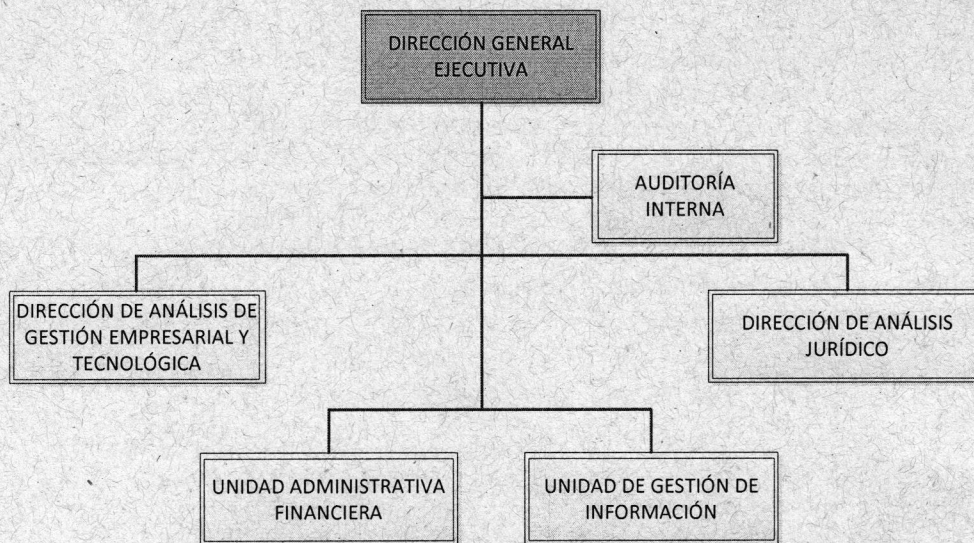 DIRECCIÓN GENERAL
EJECUTIVA
AUDITORÍA
INTERNA
DIRECCIÓN DE ANÁLISIS DE
GESTIÓN EMPRESARIAL Y
TECNOLÓGICA
DIRECCIÓN DE ANÁLISIS
JURÍDICO
UNIDAD ADMINISTRATIVA
FINANCIERA
UNIDAD DE GESTIÓN DE
INFORMACIÓN